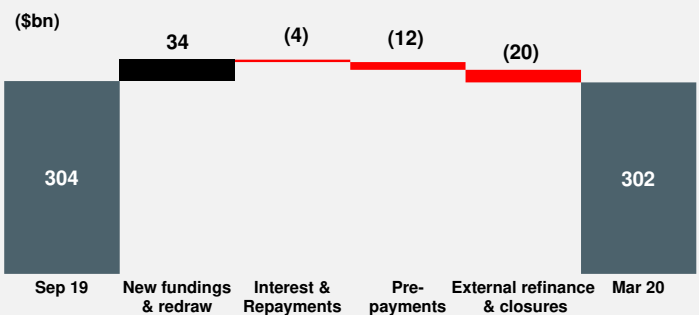 ($bn)
34
(4)
(12)
(20)
304
302
Sep 19
New fundings
& redraw
Interest &
Repayments
Pre-
payments
External refinance
& closures
Mar 20